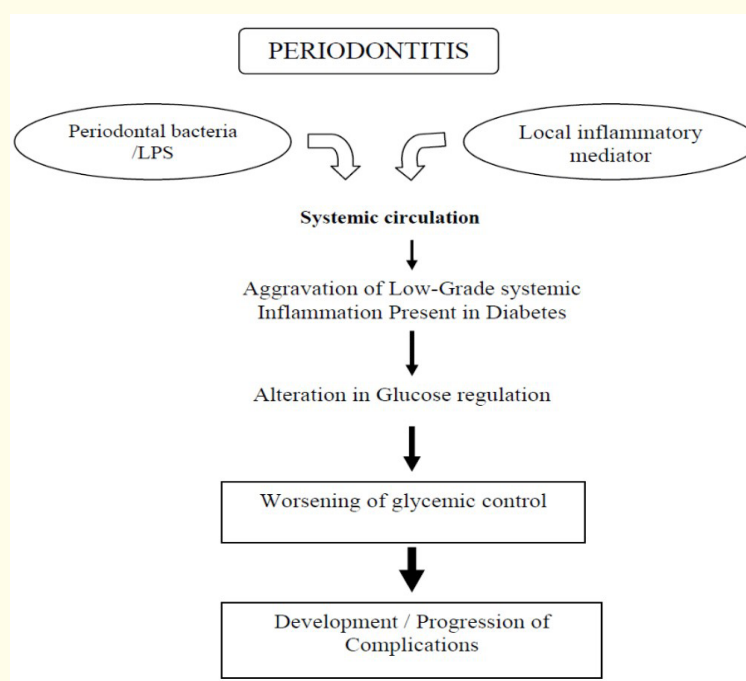 PERIODONTITIS
Periodontal bacteria
/LPS
Local inflammatory
mediator
Systemic circulation
Aggravation of Low-Grade systemic
Inflammation Present in Diabetes
Alteration in Glucose regulation
Worsening of glycemic control
Development / Progression of
Complications